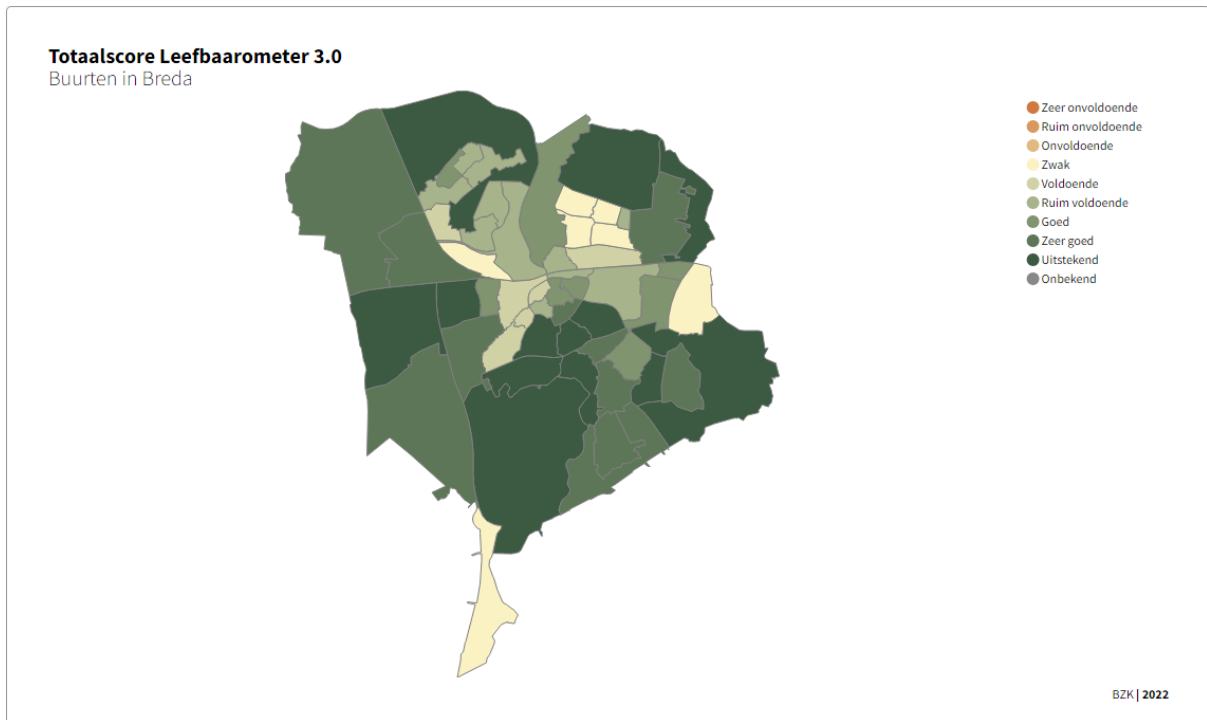 Totaalscore Leefbaarometer 3.0
Buurten in Breda
Zeer onvoldoende
Ruim onvoldoende
Onvoldoende
Zwak
Voldoende
Ruim voldoende
Goed
Zeer goed
Uitstekend
Onbekend
BZK | 2022